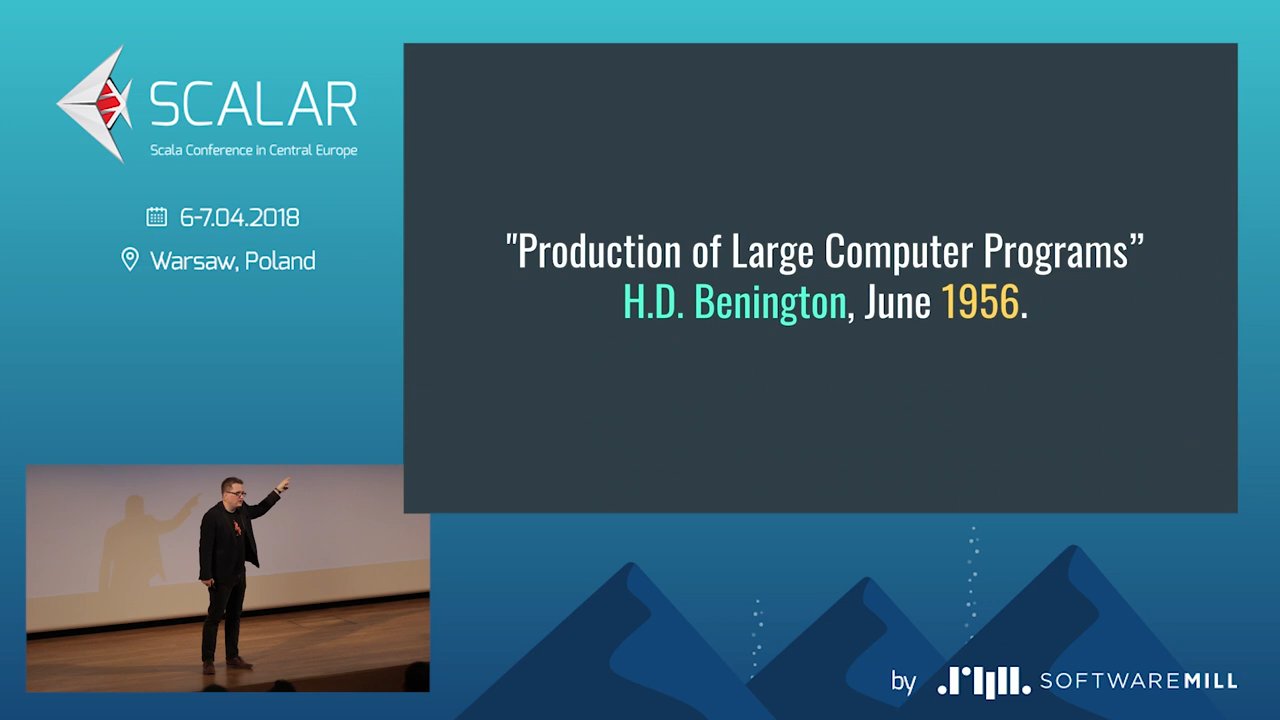 SCALAR
Scala Conference in Central Europe
6-7.04.2018
Warsaw, Poland
"Production of Large Computer Programs”
H.D. Benington, June 1956.
by SOFTWAREMILL